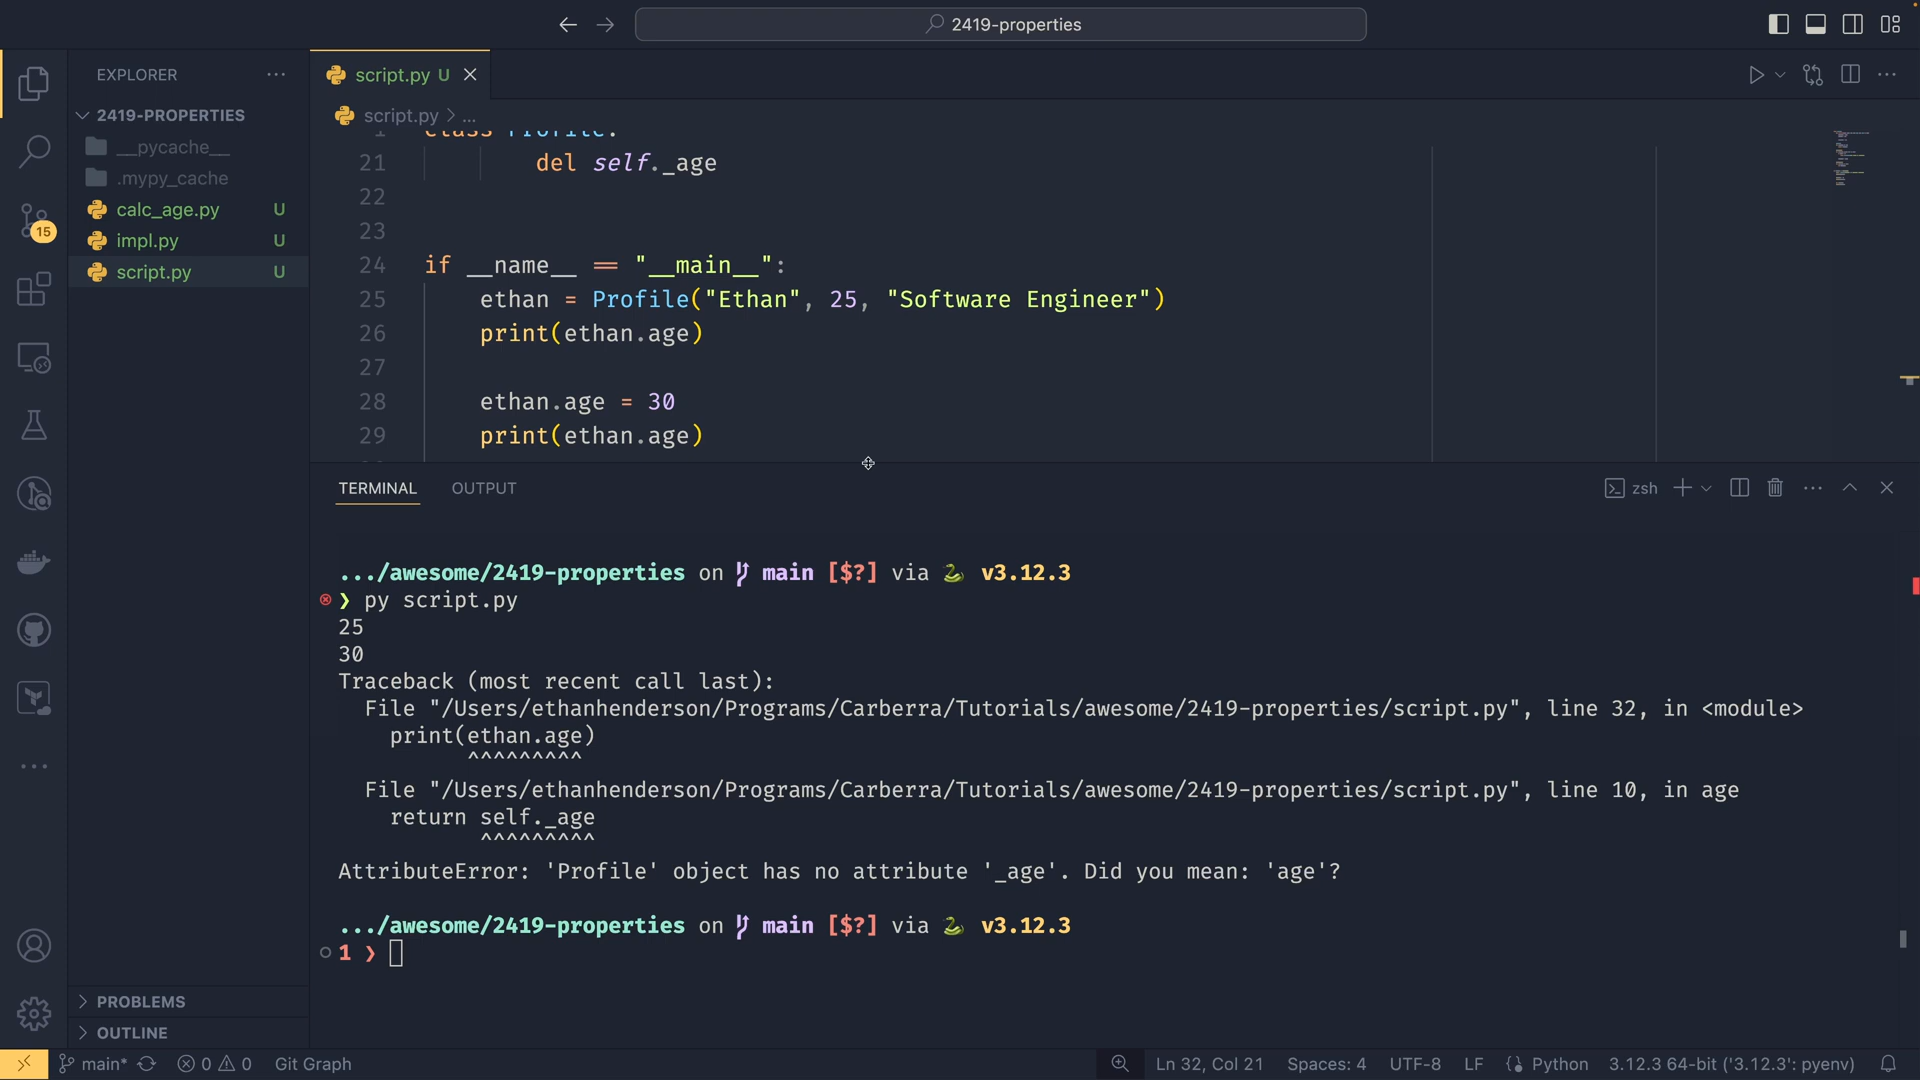 2419-properties
EXPLORER
script.py U
2419-PROPERTIES
script.py > ...
__pycache__
.mypy_cache
calc_age.py U
impl.py U
script.py U
15
1 class Profile:
21 del self._age
22
23
24 if __name__ == "__main__":
25 ethan = Profile("Ethan", 25, "Software Engineer")
26 print(ethan.age)
27
28 ethan.age = 30
29 print(ethan.age)
TERMINAL OUTPUT
zsh
.../awesome/2419-properties on main [$?] via v3.12.3
❯ py script.py
25
30
Traceback (most recent call last):
File "/Users/ethanhenderson/Programs/Carberra/Tutorials/awesome/2419-properties/script.py", line 32, in <module>
print(ethan.age)
^^^^^^^^^
File "/Users/ethanhenderson/Programs/Carberra/Tutorials/awesome/2419-properties/script.py", line 10, in age
return self._age
^^^^^^^^^
AttributeError: 'Profile' object has no attribute '_age'. Did you mean: 'age'?
.../awesome/2419-properties on main [$?] via v3.12.3
1 ❯
PROBLEMS
OUTLINE
main* 0 0 Git Graph
Ln 32, Col 21 Spaces: 4 UTF-8 LF Python 3.12.3 64-bit ('3.12.3': pyenv)